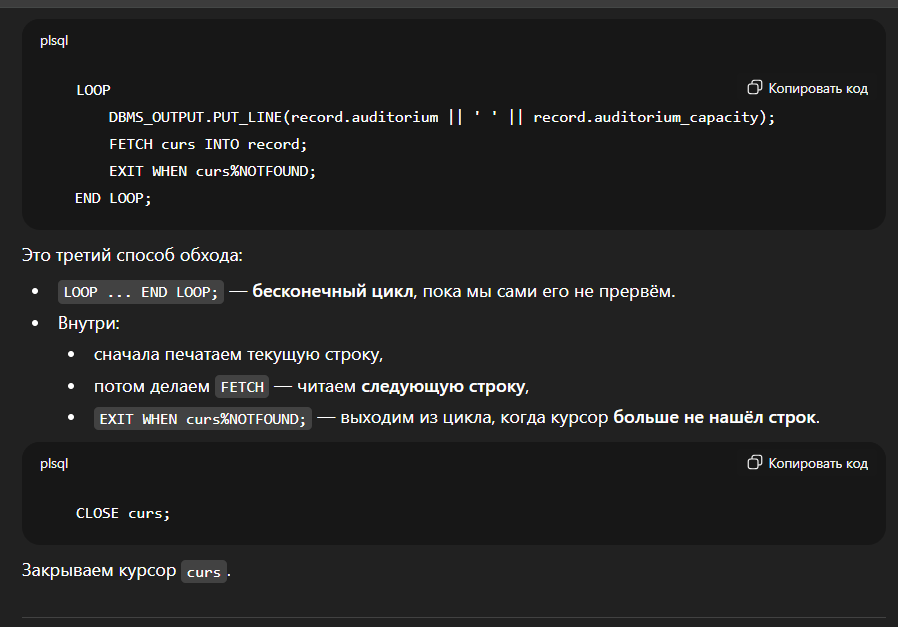 plsql
Копировать код
LOOP
DBMS_OUTPUT.PUT_LINE(record.auditorium || ' ' || record.auditorium_capacity);
FETCH curs INTO record;
EXIT WHEN curs%NOTFOUND;
END LOOP;
Это третий способ обхода:
• LOOP ... END LOOP; — бесконечный цикл, пока мы сами его не прервём.
• Внутри:
• сначала печатаем текущую строку,
• потом делаем FETCH — читаем следующую строку,
• EXIT WHEN curs%NOTFOUND; — выходим из цикла, когда курсор больше не нашёл строк.
plsql
Копировать код
CLOSE curs;
Закрываем курсор curs.